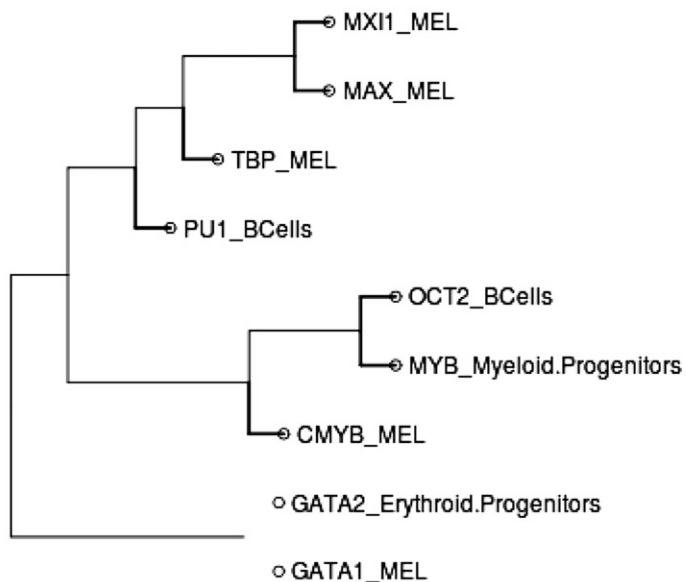 MXI1_MEL
MAX_MEL
TBP_MEL
PU1_BCells
OCT2_BCells
MYB_Myeloid.Progenitors
CMYB_MEL
GATA2_Erythroid.Progenitors
GATA1_MEL